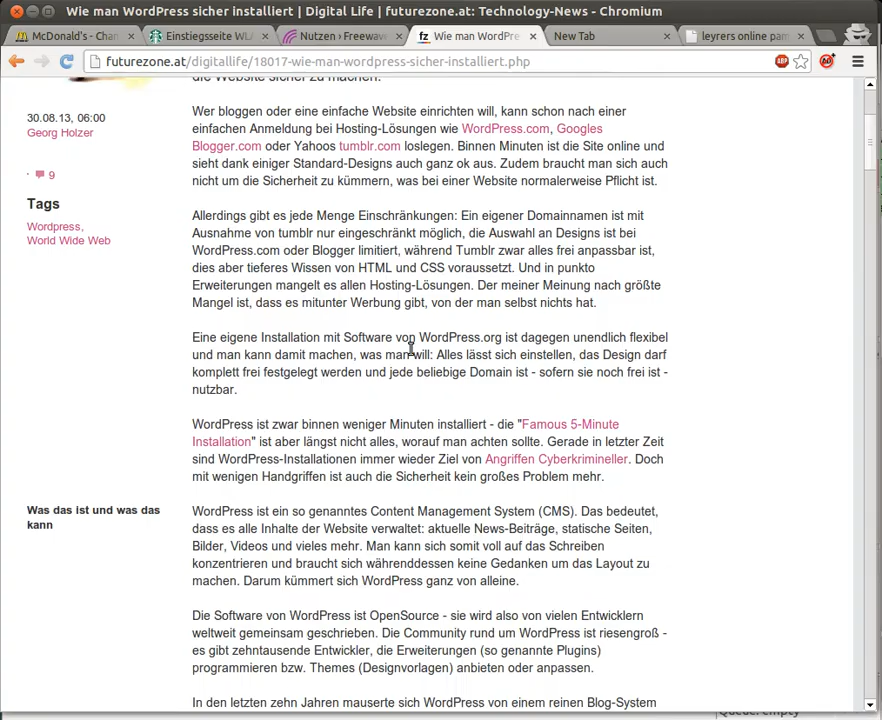 Wie man WordPress sicher installiert | Digital Life | futurezone.at: Technology-News - Chromium
McDonald's - Chan
Einstiegsseite WLA
Nutzen › Freewave
Wie man WordPre
New Tab
leyrers online pam
futurezone.at/digitallife/18017-wie-man-wordpress-sicher-installiert.php
ABP
die Website sicher zu machen.
30.08.13, 06:00
Georg Holzer
9
Tags
Wordpress,
World Wide Web
Wer bloggen oder eine einfache Website einrichten will, kann schon nach einer
einfachen Anmeldung bei Hosting-Lösungen wie WordPress.com, Googles
Blogger.com oder Yahoos tumblr.com loslegen. Binnen Minuten ist die Site online und
sieht dank einiger Standard-Designs auch ganz ok aus. Zudem braucht man sich auch
nicht um die Sicherheit zu kümmern, was bei einer Website normalerweise Pflicht ist.
Allerdings gibt es jede Menge Einschränkungen: Ein eigener Domainnamen ist mit
Ausnahme von tumblr nur eingeschränkt möglich, die Auswahl an Designs ist bei
WordPress.com oder Blogger limitiert, während Tumblr zwar alles frei anpassbar ist,
dies aber tieferes Wissen von HTML und CSS voraussetzt. Und in punkto
Erweiterungen mangelt es allen Hosting-Lösungen. Der meiner Meinung nach größte
Mangel ist, dass es mitunter Werbung gibt, von der man selbst nichts hat.
Eine eigene Installation mit Software von WordPress.org ist dagegen unendlich flexibel
und man kann damit machen, was man will: Alles lässt sich einstellen, das Design darf
komplett frei festgelegt werden und jede beliebige Domain ist - sofern sie noch frei ist -
nutzbar.
WordPress ist zwar binnen weniger Minuten installiert - die "Famous 5-Minute
Installation" ist aber längst nicht alles, worauf man achten sollte. Gerade in letzter Zeit
sind WordPress-Installationen immer wieder Ziel von Angriffen Cyberkrimineller. Doch
mit wenigen Handgriffen ist auch die Sicherheit kein großes Problem mehr.
Was das ist und was das
kann
WordPress ist ein so genanntes Content Management System (CMS). Das bedeutet,
dass es alle Inhalte der Website verwaltet: aktuelle News-Beiträge, statische Seiten,
Bilder, Videos und vieles mehr. Man kann sich somit voll auf das Schreiben
konzentrieren und braucht sich währenddessen keine Gedanken um das Layout zu
machen. Darum kümmert sich WordPress ganz von alleine.
Die Software von WordPress ist OpenSource - sie wird also von vielen Entwicklern
weltweit gemeinsam geschrieben. Die Community rund um WordPress ist riesengroß -
es gibt zehntausende Entwickler, die Erweiterungen (so genannte Plugins)
programmieren bzw. Themes (Designvorlagen) anbieten oder anpassen.
In den letzten zehn Jahren mauserte sich WordPress von einem reinen Blog-System
Queue: empty